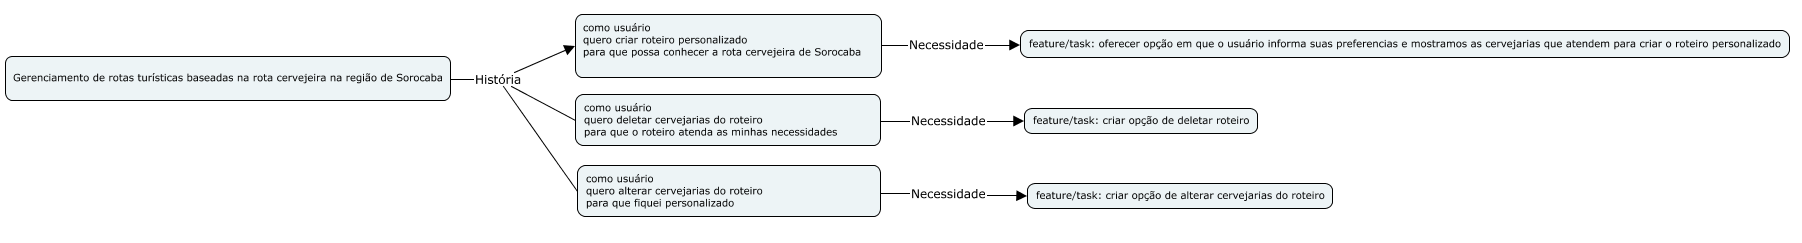 Gerenciamento de rotas turísticas baseadas na rota cervejeira na região de Sorocaba
História
como usuário
quero criar roteiro personalizado
para que possa conhecer a rota cervejeira de Sorocaba
Necessidade
feature/task: oferecer opção em que o usuário informa suas preferencias e mostramos as cervejarias que atendem para criar o roteiro personalizado
como usuário
quero deletar cervejarias do roteiro
para que o roteiro atenda as minhas necessidades
Necessidade
feature/task: criar opção de deletar roteiro
como usuário
quero alterar cervejarias do roteiro
para que fiquei personalizado
Necessidade
feature/task: criar opção de alterar cervejarias do roteiro